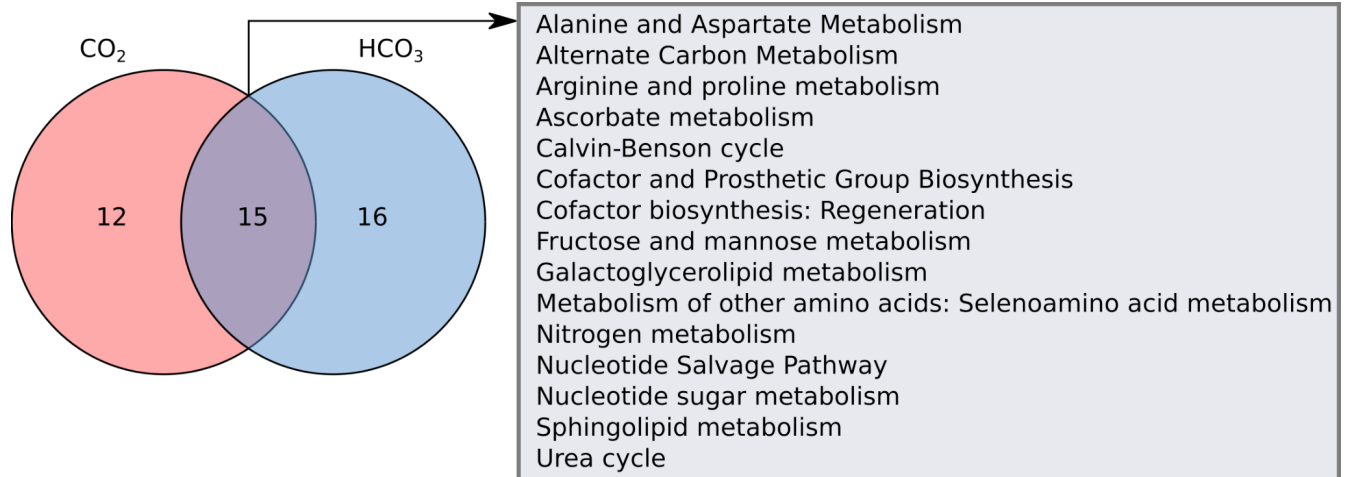 CO₂
HCO₃
12
15
16
Alanine and Aspartate Metabolism
Alternate Carbon Metabolism
Arginine and proline metabolism
Ascorbate metabolism
Calvin-Benson cycle
Cofactor and Prosthetic Group Biosynthesis
Cofactor biosynthesis: Regeneration
Fructose and mannose metabolism
Galactoglycerolipid metabolism
Metabolism of other amino acids: Selenoamino acid metabolism
Nitrogen metabolism
Nucleotide Salvage Pathway
Nucleotide sugar metabolism
Sphingolipid metabolism
Urea cycle